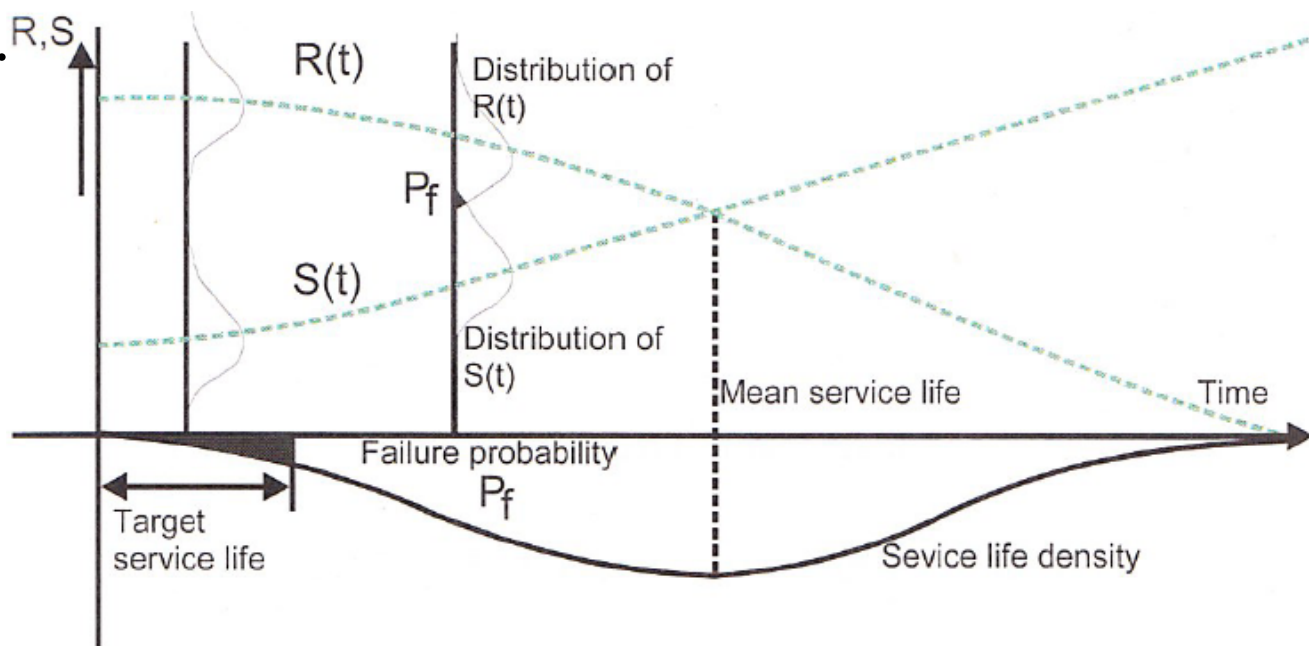 R,S
R(t)
Distribution of
R(t)
Pf
S(t)
Distribution of
S(t)
Mean service life
Time
Failure probability
Pf
Target
service life
Sevice life density